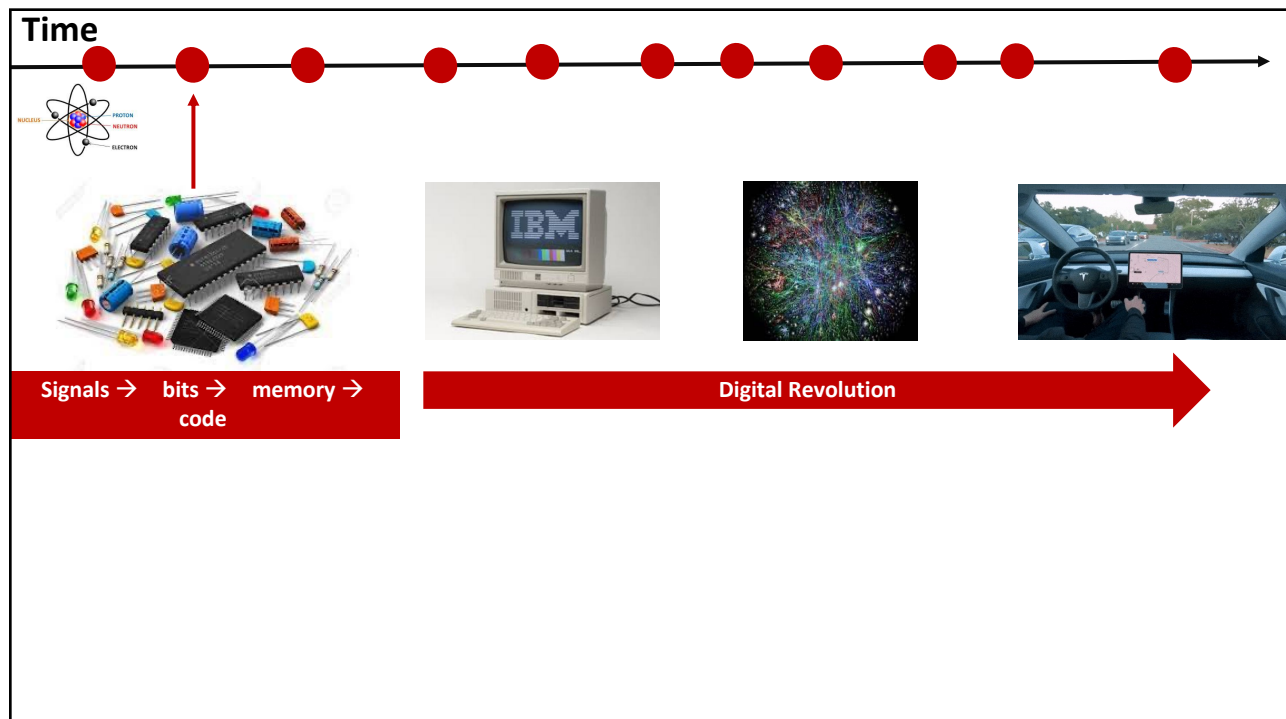 Time
NUCLEUS
PROTON
NEUTRON
ELECTRON
IBM
Signals → bits → memory →
code
Digital Revolution